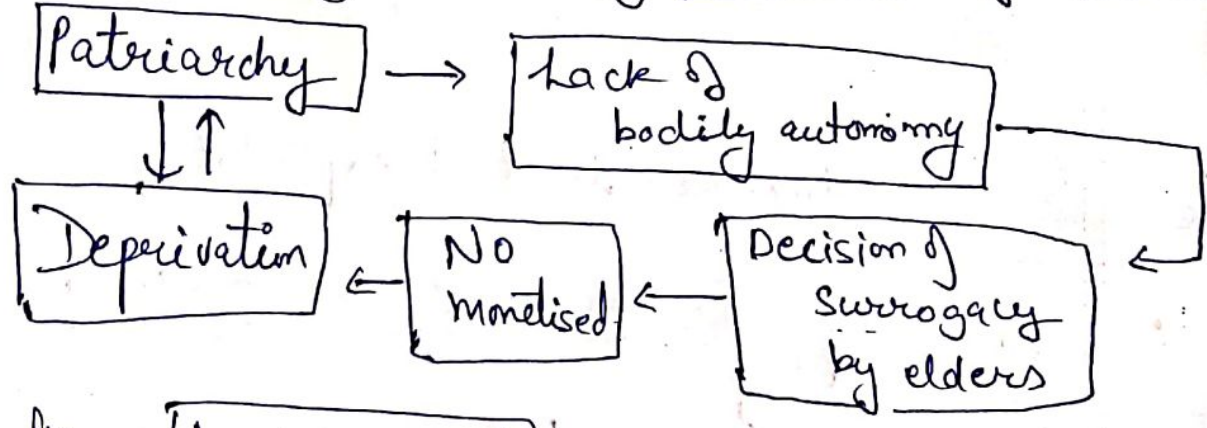 Patriarchy
Lack of
bodily autonomy
Deprivation
No
monetised
Decision of
surrogacy
by elders